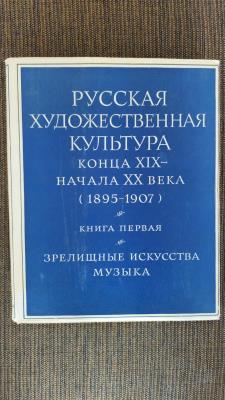 РУССКАЯ
ХУДОЖЕСТВЕННАЯ
КУЛЬТУРА
КОНЦА XIX–
НАЧАЛА XX ВЕКА
(1895-1907)
КНИГА ПЕРВАЯ
ЗРЕЛИЩНЫЕ ИСКУССТВА
МУЗЫКА